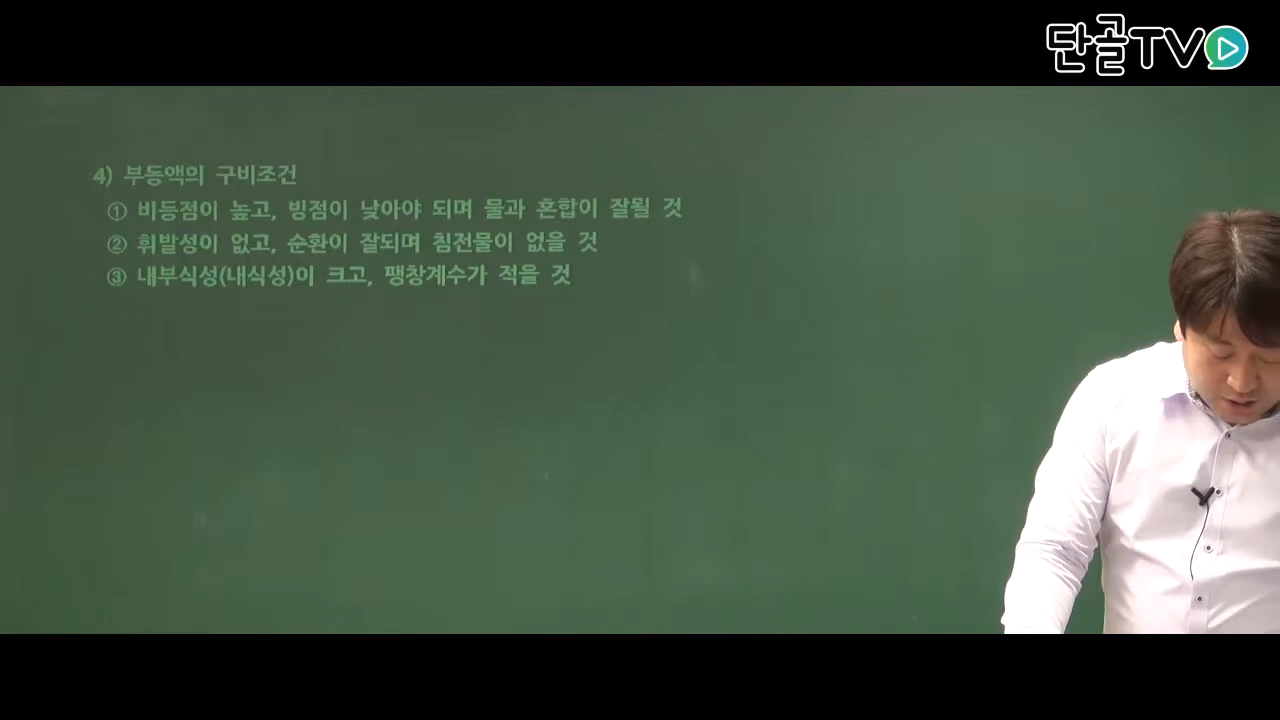 단골TV
4) 부동액의 구비조건
① 비등점이 높고, 빙점이 낮아야 되며 물과 혼합이 잘될 것
② 휘발성이 없고, 순환이 잘되며 침전물이 없을 것
③ 내부식성(내식성)이 크고, 팽창계수가 적을 것